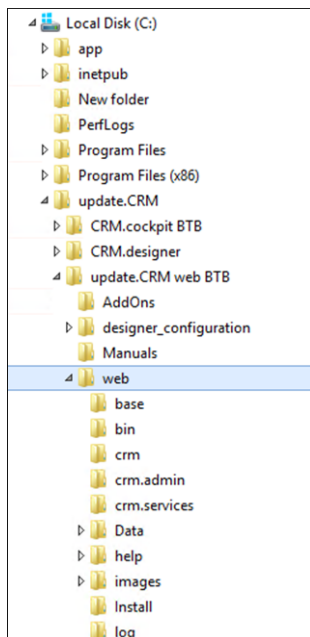 Local Disk (C:)
app
inetpub
New folder
PerfLogs
Program Files
Program Files (x86)
update.CRM
CRM.cockpit BTB
CRM.designer
update.CRM web BTB
AddOns
designer_configuration
Manuals
web
base
bin
crm
crm.admin
crm.services
Data
help
images
Install
log